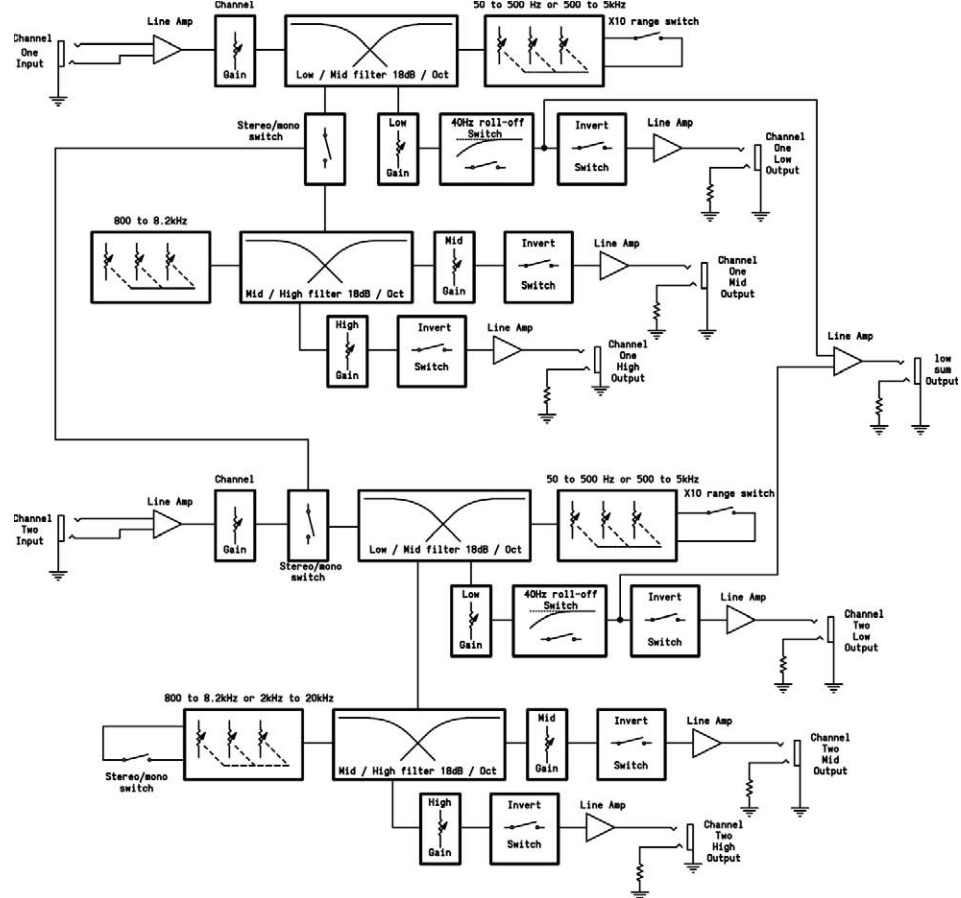 Channel
50 to 500 Hz or 500 to 5kHz
Line Amp
X10 range switch
Channel
One
Input
Gain
Low / Mid filter 18dB / Oct
Stereo/mono
switch
Low
Gain
40Hz roll-off
Switch
Invert
Switch
Line Amp
Channel
One
Low
Output
800 to 8.2kHz
Mid / High filter 18dB / Oct
Mid
Gain
Invert
Switch
Line Amp
Channel
One
Mid
Output
High
Gain
Invert
Switch
Line Amp
Channel
One
High
Output
Line Amp
low
sum
Output
Channel
50 to 500 Hz or 500 to 5kHz
Line Amp
X10 range switch
Channel
Two
Input
Gain
Stereo/mono
switch
Low / Mid filter 18dB / Oct
Low
Gain
40Hz roll-off
Switch
Invert
Switch
Line Amp
Channel
Two
Low
Output
800 to 8.2kHz or 2kHz to 20kHz
Stereo/mono
switch
Mid / High filter 18dB / Oct
Mid
Gain
Invert
Switch
Line Amp
Channel
Two
Mid
Output
High
Gain
Invert
Switch
Line Amp
Channel
Two
High
Output